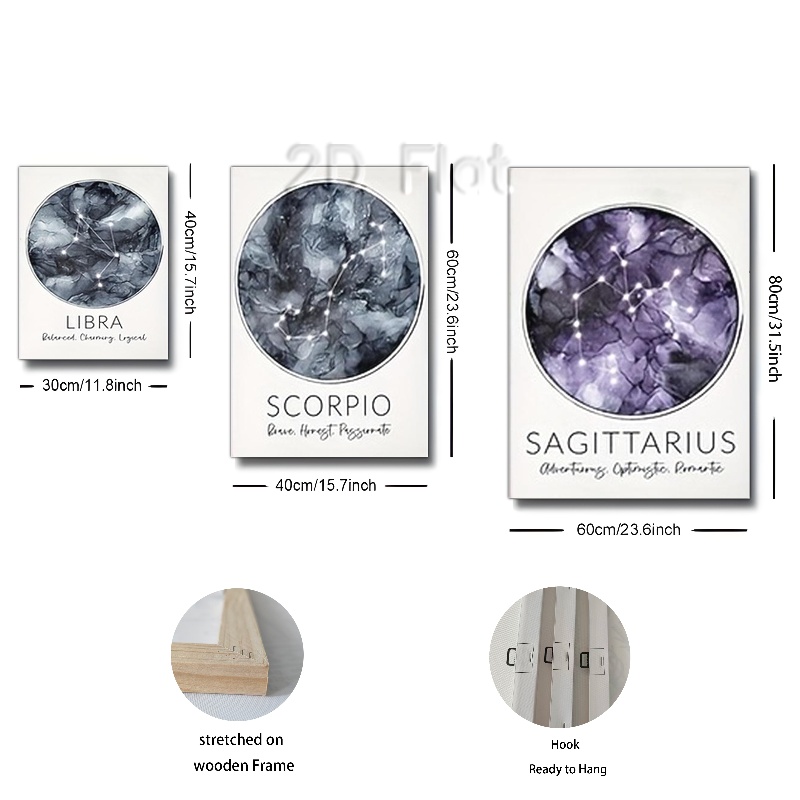 2D Flat.
LIBRA
Balanced. Charming. Logical
40cm/15.7inch
30cm/11.8inch
SCORPIO
Brave. Honest. Passionate
60cm/23.6inch
40cm/15.7inch
SAGITTARIUS
Adventurous. Optimistic. Romantic
80cm/31.5inch
60cm/23.6inch
stretched on
wooden Frame
Hook
Ready to Hang